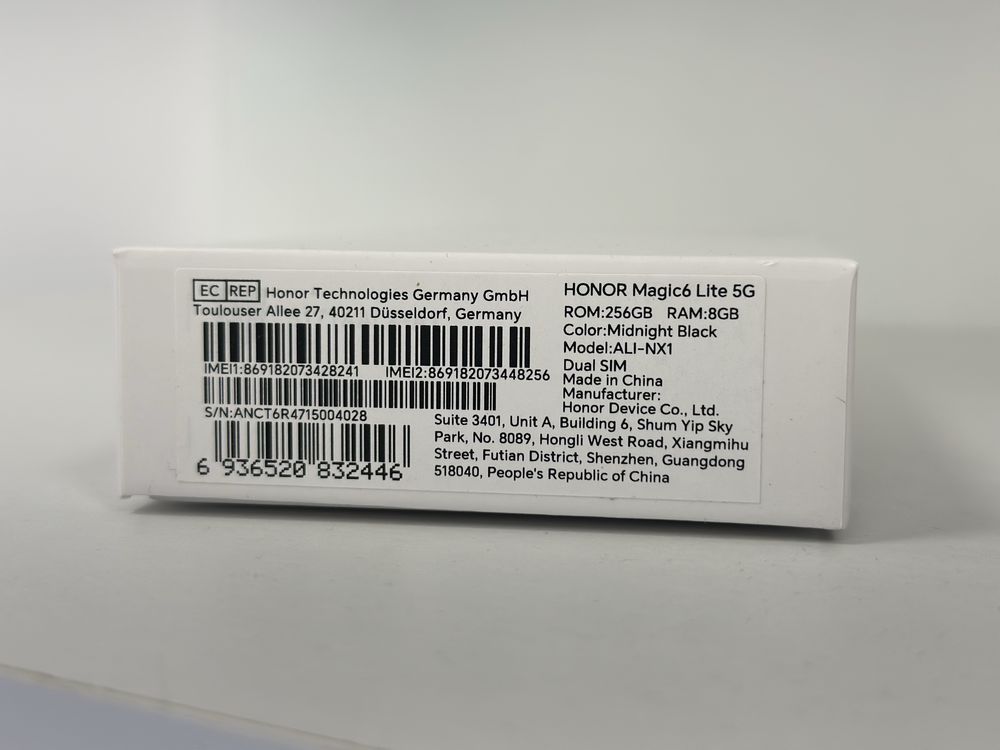 EC REP Honor Technologies Germany GmbH
Toulouser Allee 27, 40211 Düsseldorf, Germany
IMEI1:869182073428241 IMEI2:869182073448256
S/N:ANCT6R4715004028
6 936520 832446
HONOR Magic6 Lite 5G
ROM:256GB RAM:8GB
Color:Midnight Black
Model:ALI-NX1
Dual SIM
Made in China
Manufacturer:
Honor Device Co., Ltd.
Suite 3401, Unit A, Building 6, Shum Yip Sky
Park, No. 8089, Hongli West Road, Xiangmihu
Street, Futian District, Shenzhen, Guangdong
518040, People's Republic of China